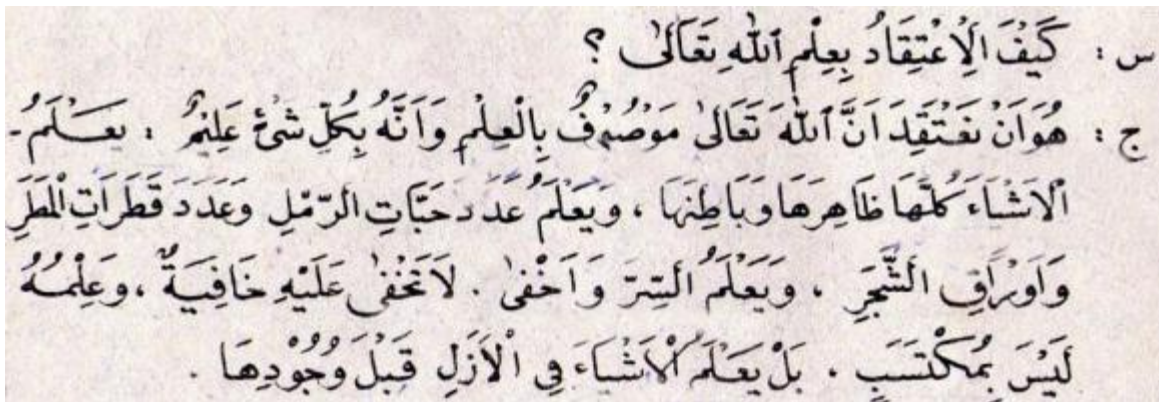 س : كَيْفَ الْاِعْتِقَادُ بِعِلْمِ اللّٰهِ تَعَالٰى ؟
ج : هُوَ اَنْ نَعْتَقِدَ اَنَّ اللّٰهَ تَعَالٰى مَوْصُوْفٌ بِالْعِلْمِ وَاَنَّهُ بِكُلِّ شَىْءٍ عَلِيْمٌ : يَعْلَمُ -
الْاَشْيَاءَ كُلَّهَا ظَاهِرَهَا وَبَاطِنَهَا ، وَيَعْلَمُ عَدَدَ حَبَّاتِ الرَّمْلِ وَعَدَدَ قَطَرَاتِ الْمَطَرِ
وَاَوْرَاقِ الشَّجَرِ ، وَيَعْلَمُ السِّرَّ وَاَخْفٰى . لَا تَخْفٰى عَلَيْهِ خَافِيَةٌ ، وَعِلْمُهُ
لَيْسَ بِمُكْتَسَبٍ . بَلْ يَعْلَمُ الْاَشْيَاءَ فِى الْاَزَلِ قَبْلَ وُجُوْدِهَا .